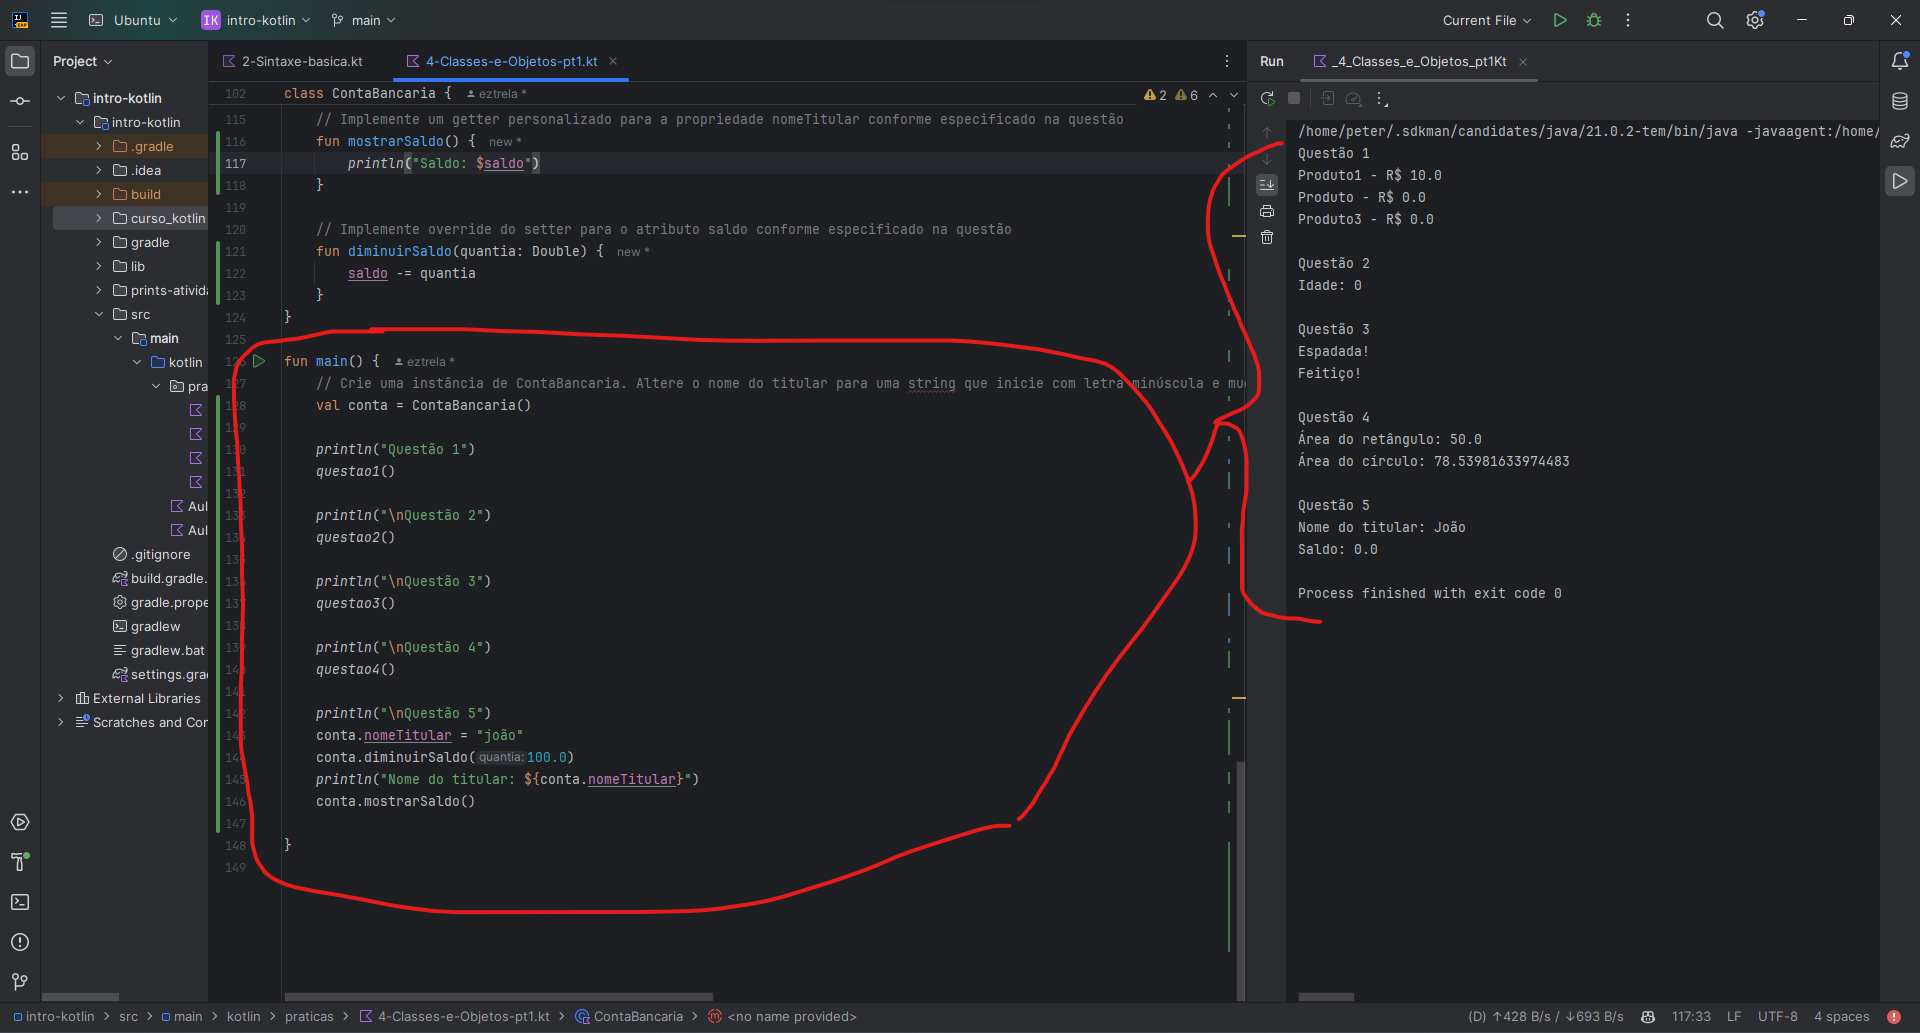 Ubuntu
IK intro-kotlin
main
Current File
Project
2-Sintaxe-basica.kt
4-Classes-e-Objetos-pt1.kt
Run
_4_Classes_e_Objetos_pt1Kt
intro-kotlin
intro-kotlin
.gradle
.idea
build
curso_kotlin
gradle
lib
prints-ativida
src
main
kotlin
pra
Aul
Aul
.gitignore
build.gradle.
gradle.prope
gradlew
gradlew.bat
settings.grad
External Libraries
Scratches and Con
102 class ContaBancaria { eztrela *
2 6
115 // Implemente um getter personalizado para a propriedade nomeTitular conforme especificado na questão
116 fun mostrarSaldo() { new *
117 println("Saldo: $saldo")
118 }
119
120 // Implemente override do setter para o atributo saldo conforme especificado na questão
121 fun diminuirSaldo(quantia: Double) { new *
122 saldo -= quantia
123 }
124 }
125
126 fun main() { eztrela *
127 // Crie uma instância de ContaBancaria. Altere o nome do titular para uma string que inicie com letra minúscula e mu
128 val conta = ContaBancaria()
129
130 println("Questão 1")
131 questao1()
132
133 println("\nQuestão 2")
134 questao2()
135
136 println("\nQuestão 3")
137 questao3()
138
139 println("\nQuestão 4")
140 questao4()
141
142 println("\nQuestão 5")
143 conta.nomeTitular = "joão"
144 conta.diminuirSaldo( quantia: 100.0)
145 println("Nome do titular: ${conta.nomeTitular}")
146 conta.mostrarSaldo()
147
148 }
149
/home/peter/.sdkman/candidates/java/21.0.2-tem/bin/java -javaagent:/home/
Questão 1
Produto1 - R$ 10.0
Produto - R$ 0.0
Produto3 - R$ 0.0
Questão 2
Idade: 0
Questão 3
Espadada!
Feitiço!
Questão 4
Área do retângulo: 50.0
Área do círculo: 78.53981633974483
Questão 5
Nome do titular: João
Saldo: 0.0
Process finished with exit code 0
intro-kotlin > src > main > kotlin > praticas > 4-Classes-e-Objetos-pt1.kt > ContaBancaria > <no name provided>
(D) ↑428 B/s / ↓693 B/s
117:33 LF UTF-8 4 spaces